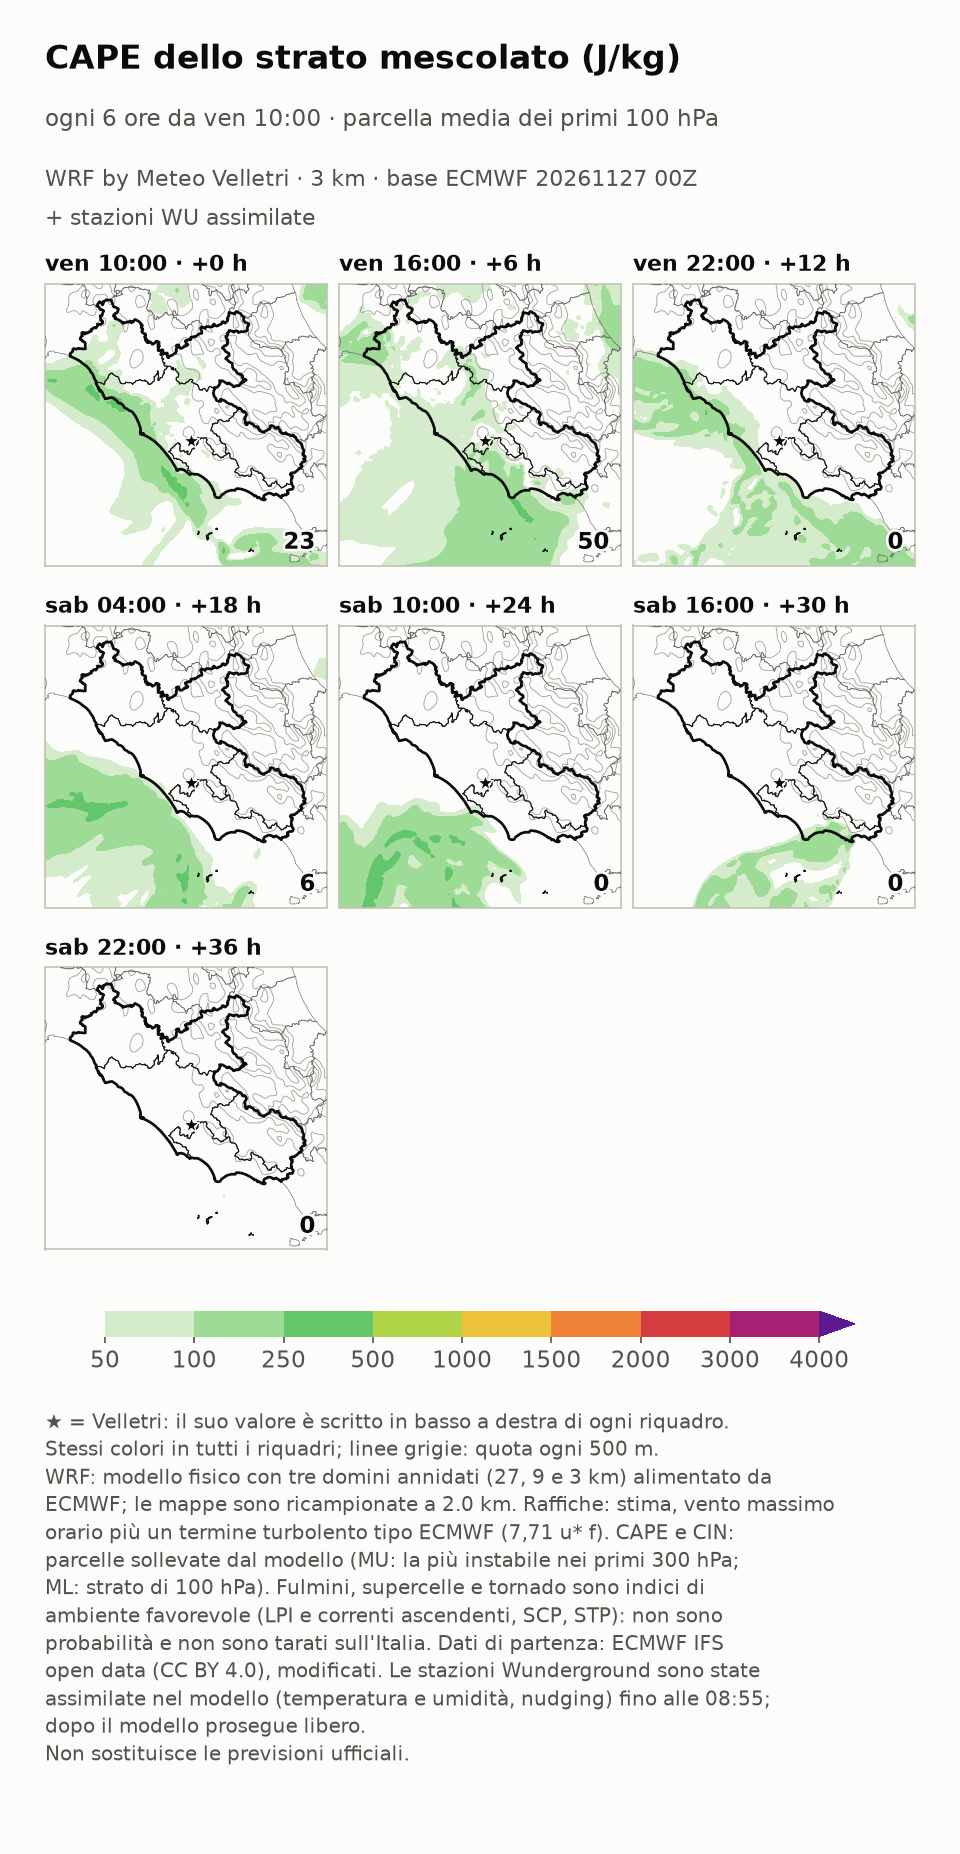 CAPE dello strato mescolato (J/kg)
ogni 6 ore da ven 10:00 · parcella media dei primi 100 hPa
WRF by Meteo Velletri · 3 km · base ECMWF 20261127 00Z
+ stazioni WU assimilate
ven 10:00 · +0 h
ven 16:00 · +6 h
ven 22:00 · +12 h
23
50
0
sab 04:00 · +18 h
sab 10:00 · +24 h
sab 16:00 · +30 h
6
0
0
sab 22:00 · +36 h
0
50 100 250 500 1000 1500 2000 3000 4000
★ = Velletri: il suo valore è scritto in basso a destra di ogni riquadro.
Stessi colori in tutti i riquadri; linee grigie: quota ogni 500 m.
WRF: modello fisico con tre domini annidati (27, 9 e 3 km) alimentato da
ECMWF; le mappe sono ricampionate a 2.0 km. Raffiche: stima, vento massimo
orario più un termine turbolento tipo ECMWF (7,71 u* f). CAPE e CIN:
parcelle sollevate dal modello (MU: la più instabile nei primi 300 hPa;
ML: strato di 100 hPa). Fulmini, supercelle e tornado sono indici di
ambiente favorevole (LPI e correnti ascendenti, SCP, STP): non sono
probabilità e non sono tarati sull'Italia. Dati di partenza: ECMWF IFS
open data (CC BY 4.0), modificati. Le stazioni Wunderground sono state
assimilate nel modello (temperatura e umidità, nudging) fino alle 08:55;
dopo il modello prosegue libero.
Non sostituisce le previsioni ufficiali.